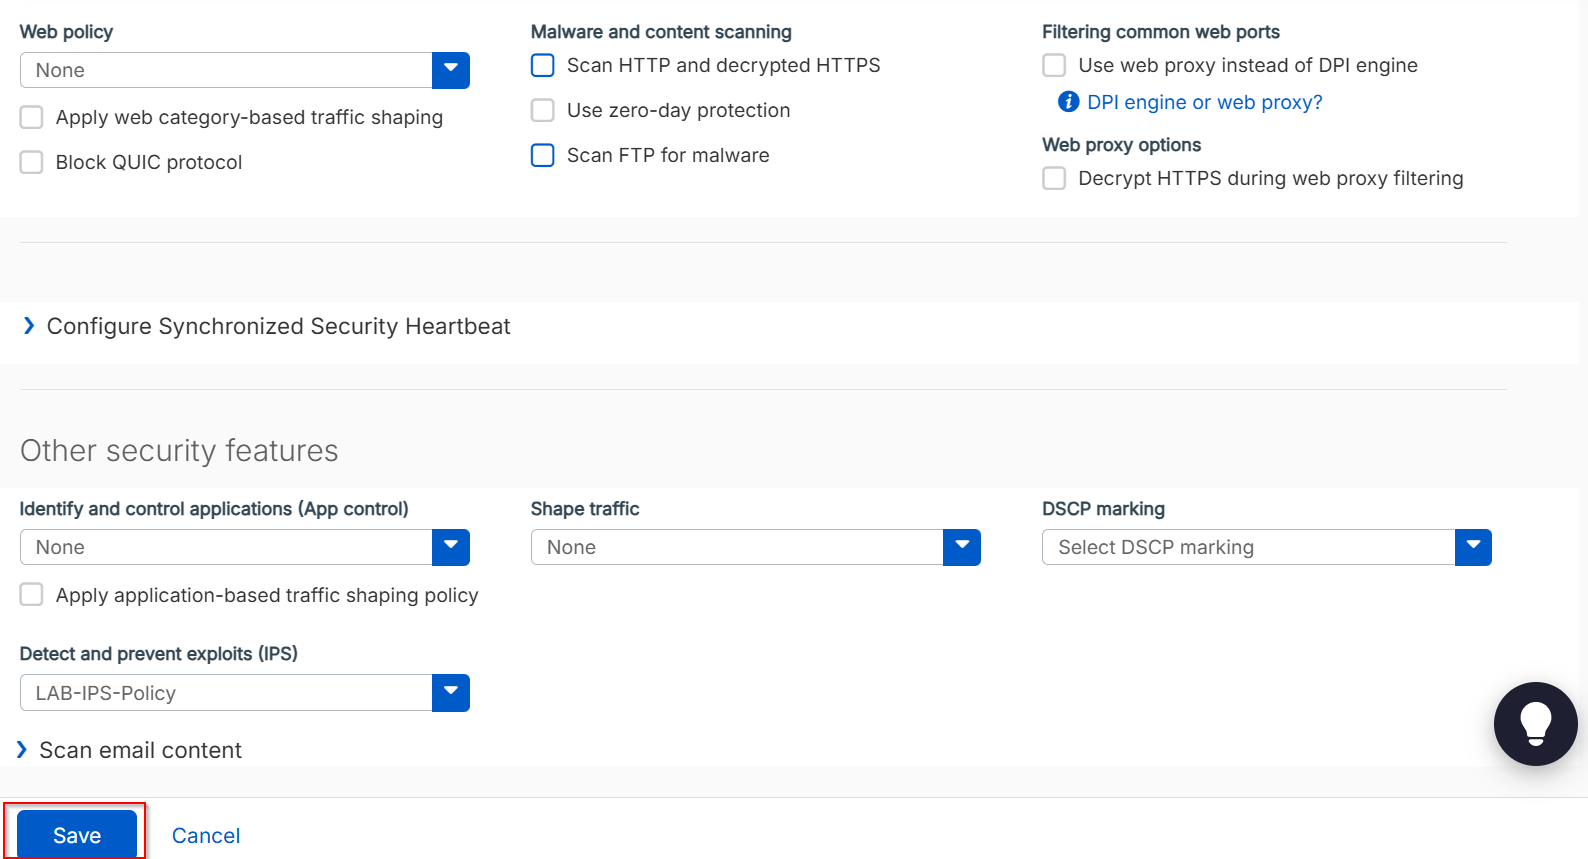 Web policy
None
Apply web category-based traffic shaping
Block QUIC protocol
Malware and content scanning
Scan HTTP and decrypted HTTPS
Use zero-day protection
Scan FTP for malware
Filtering common web ports
Use web proxy instead of DPI engine
DPI engine or web proxy?
Web proxy options
Decrypt HTTPS during web proxy filtering
Configure Synchronized Security Heartbeat
Other security features
Identify and control applications (App control)
None
Apply application-based traffic shaping policy
Shape traffic
None
DSCP marking
Select DSCP marking
Detect and prevent exploits (IPS)
LAB-IPS-Policy
Scan email content
Save
Cancel